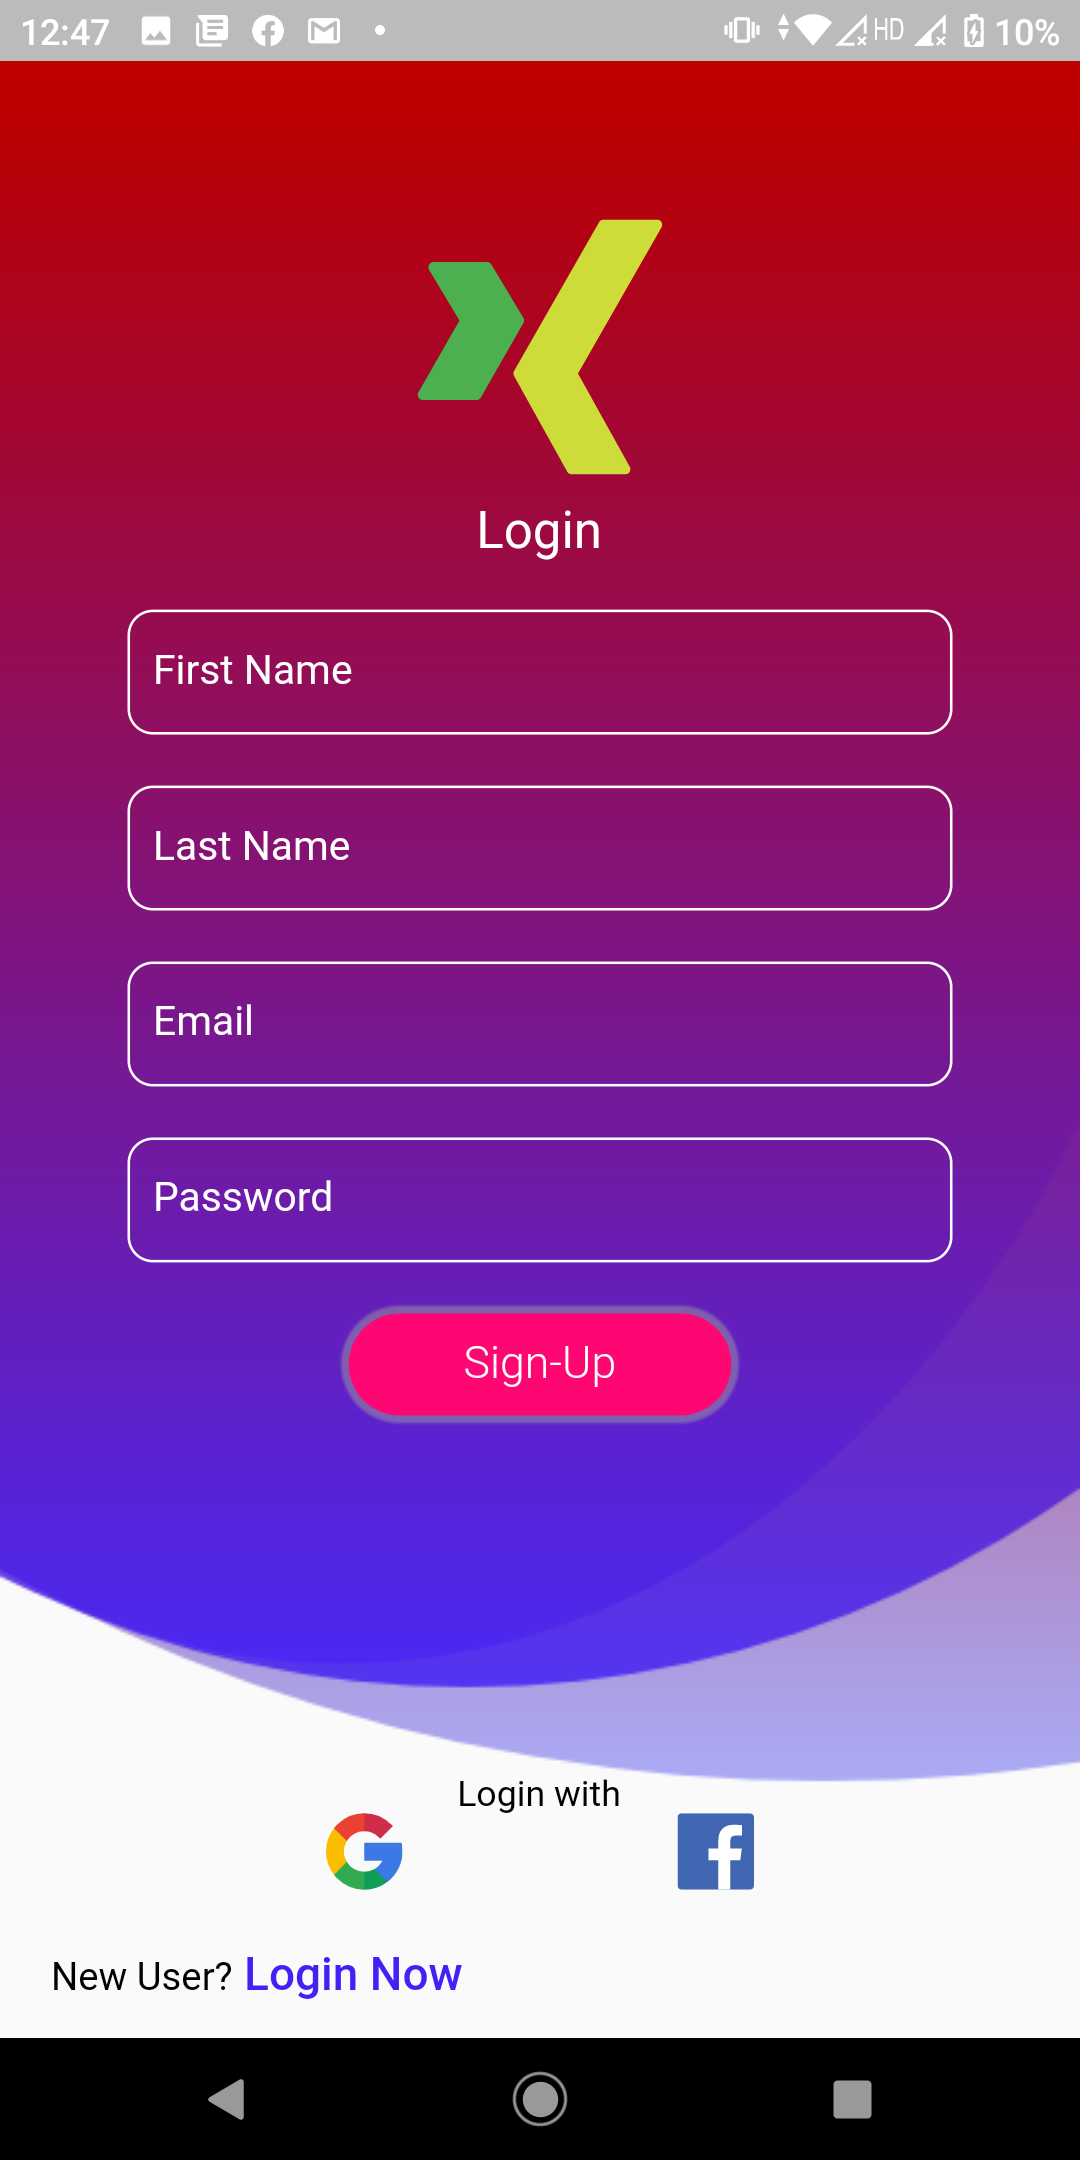 12:47 HD 10%
Login
First Name
Last Name
Email
Password
Sign-Up
Login with
New User? Login Now